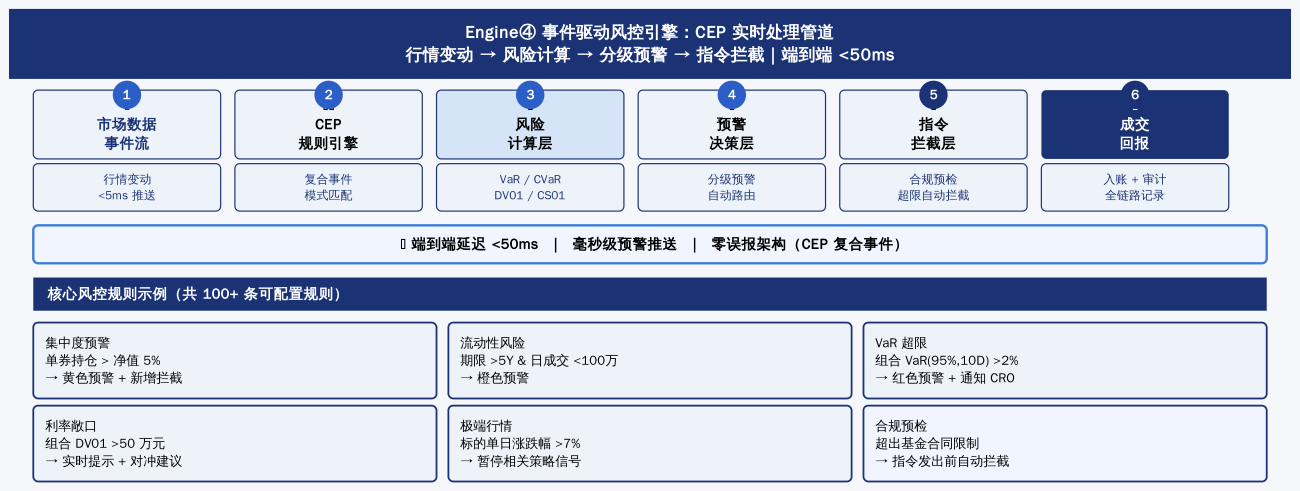 Engine④ 事件驱动风控引擎：CEP 实时处理管道
行情变动 → 风险计算 → 分级预警 → 指令拦截 | 端到端 <50ms
1
市场数据
事件流
行情变动
<5ms 推送
2
CEP
规则引擎
复合事件
模式匹配
3
风险
计算层
VaR / CVaR
DV01 / CS01
4
预警
决策层
分级预警
自动路由
5
指令
拦截层
合规预检
超限自动拦截
6
成交
回报
入账 + 审计
全链路记录
端到端延迟 <50ms | 毫秒级预警推送 | 零误报架构（CEP 复合事件）
核心风控规则示例（共 100+ 条可配置规则）
集中度预警
单券持仓 > 净值 5%
→ 黄色预警 + 新增拦截
流动性风险
期限 >5Y & 日成交 <100万
→ 橙色预警
VaR 超限
组合 VaR(95%,10D) >2%
→ 红色预警 + 通知 CRO
利率敞口
组合 DV01 >50 万元
→ 实时提示 + 对冲建议
极端行情
标的单日涨跌幅 >7%
→ 暂停相关策略信号
合规预检
超出基金合同限制
→ 指令发出前自动拦截